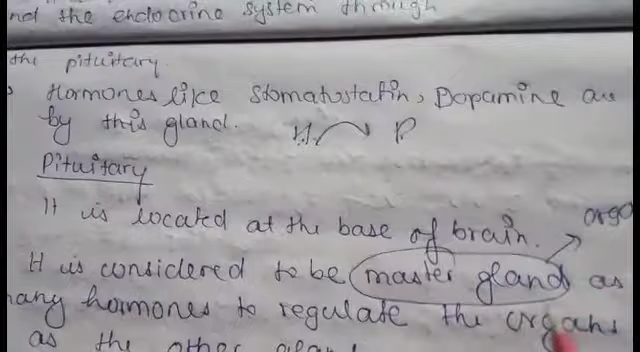 nd the endocrine system through
the pituitary.
Hormones like Stomatostatin, Dopamine are
by this gland. H. P
Pituitary
It is located at the base of brain. orga
It is considered to be master gland as
many hormones to regulate the organs
as the other gland